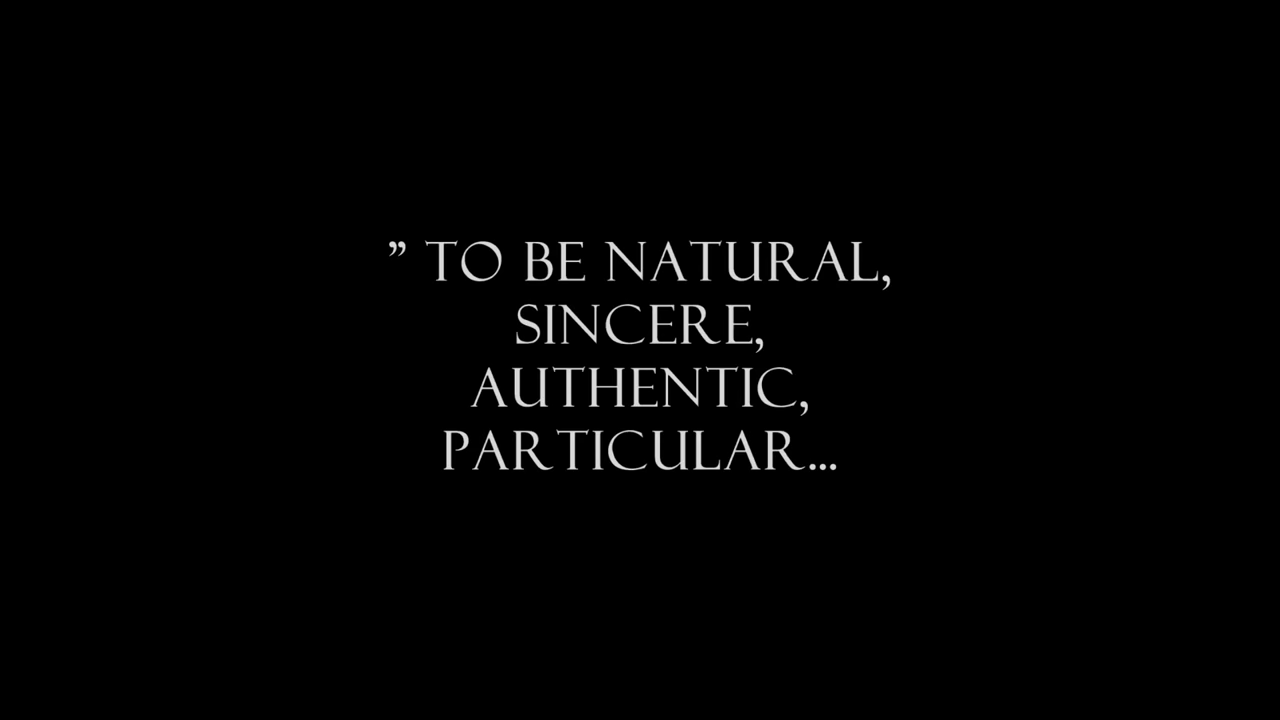 ” TO BE NATURAL,
SINCERE,
AUTHENTIC,
PARTICULAR...